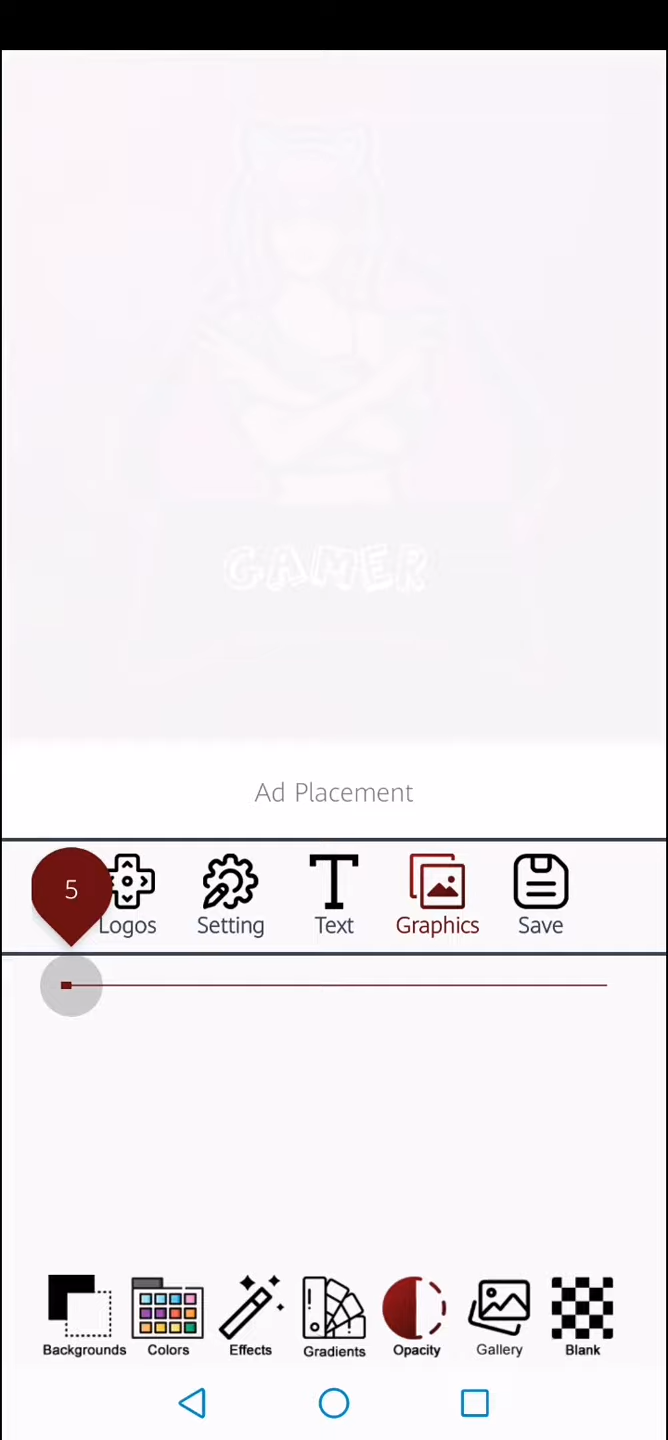 GAMER
Ad Placement
5
Logos
Setting
Text
Graphics
Save
Backgrounds
Colors
Effects
Gradients
Opacity
Gallery
Blank